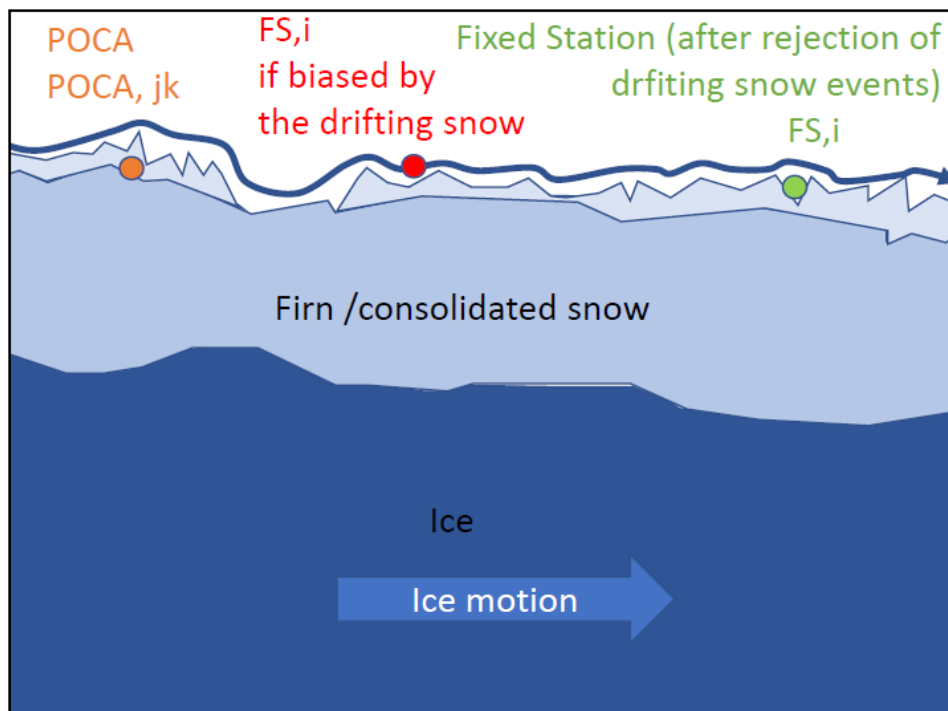 POCA
POCA, jk
FS,i
if biased by
the drifting snow
Fixed Station (after rejection of
drfiting snow events)
FS,i
Firn /consolidated snow
Ice
Ice motion